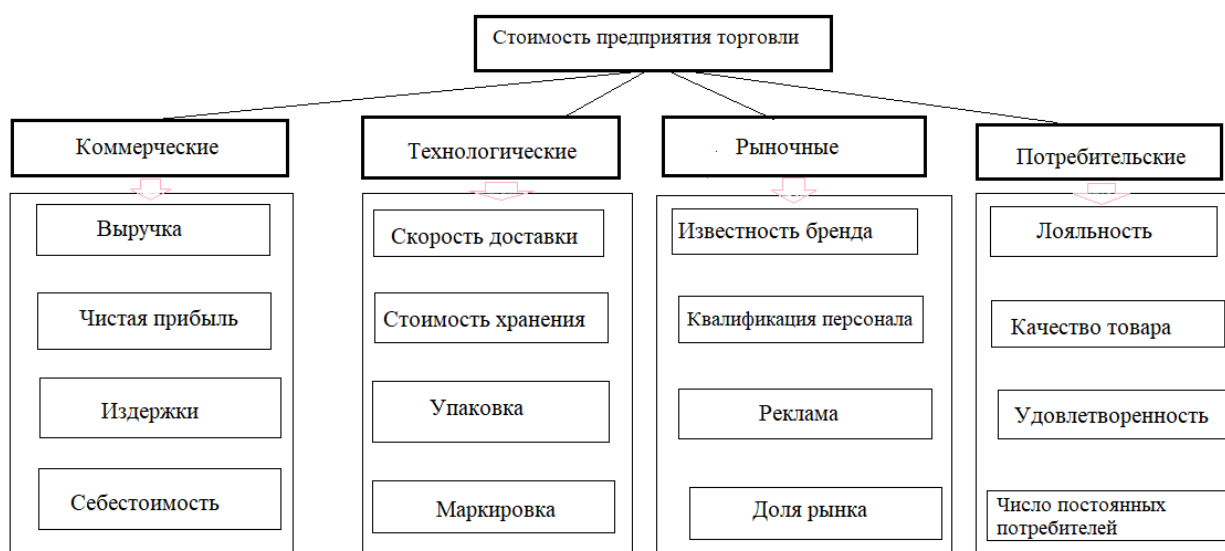 Стоимость предприятия торговли
Коммерческие
Технологические
Рыночные
Потребительские
Выручка
Чистая прибыль
Издержки
Себестоимость
Скорость доставки
Стоимость хранения
Упаковка
Маркировка
Известность бренда
Квалификация персонала
Реклама
Доля рынка
Лояльность
Качество товара
Удовлетворенность
Число постоянных
потребителей